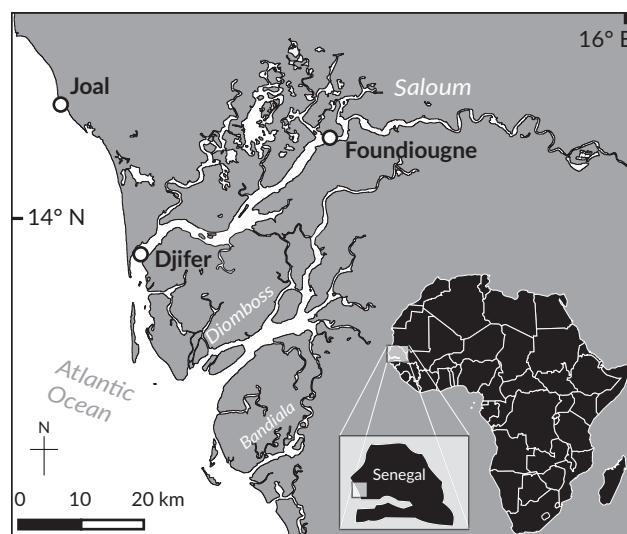 16° E
Joal
Saloum
Foundiougne
14° N
Djifer
Diomboss
Atlantic
Ocean
Bandiala
N
Senegal
0 10 20 km